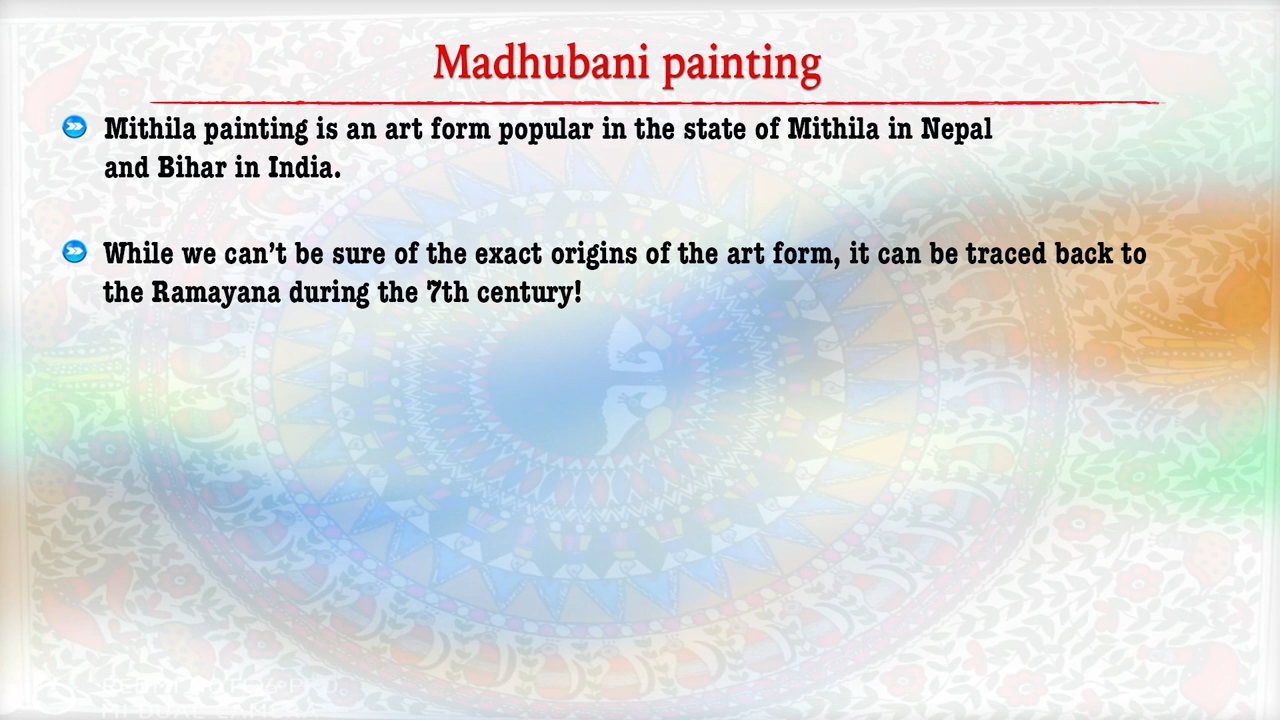 Madhubani painting
Mithila painting is an art form popular in the state of Mithila in Nepal
and Bihar in India.
While we can’t be sure of the exact origins of the art form, it can be traced back to
the Ramayana during the 7th century!